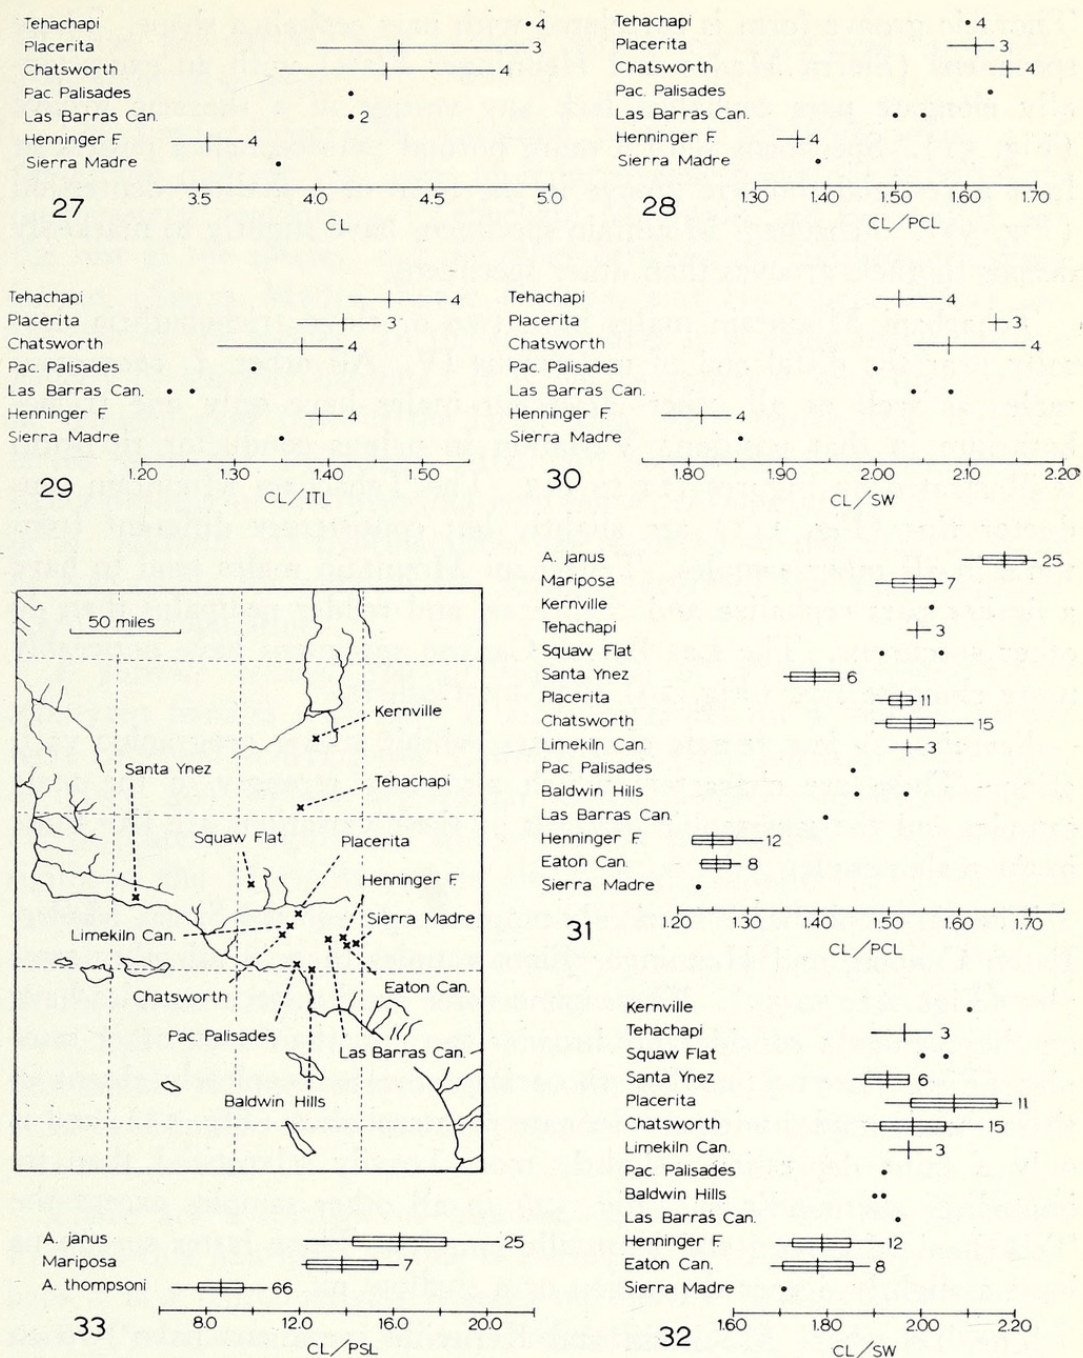 Tehachapi 4
Placerita 3
Chatsworth 4
Pac. Palisades
Las Barras Can. 2
Henninger F. 4
Sierra Madre
3.5 4.0 4.5 5.0
27 CL
Tehachapi 4
Placerita 3
Chatsworth 4
Pac. Palisades
Las Barras Can.
Henninger F. 4
Sierra Madre
1.30 1.40 1.50 1.60 1.70
28 CL/PCL
Tehachapi 4
Placerita 3
Chatsworth 4
Pac. Palisades
Las Barras Can.
Henninger F. 4
Sierra Madre
1.20 1.30 1.40 1.50
29 CL/ITL
Tehachapi 4
Placerita 3
Chatsworth 4
Pac. Palisades
Las Barras Can.
Henninger F. 4
Sierra Madre
1.80 1.90 2.00 2.10 2.20
30 CL/SW
50 miles
Kernville
Santa Ynez
Tehachapi
Squaw Flat
Placerita
Henninger F.
Sierra Madre
Limekiln Can.
Eaton Can.
Chatsworth
Pac. Palisades
Las Barras Can.
Baldwin Hills
A. janus 25
Mariposa 7
Kernville
Tehachapi 3
Squaw Flat
Santa Ynez 6
Placerita 11
Chatsworth 15
Limekiln Can. 3
Pac. Palisades
Baldwin Hills
Las Barras Can.
Henninger F. 12
Eaton Can. 8
Sierra Madre
1.20 1.30 1.40 1.50 1.60 1.70
31 CL/PCL
Kernville
Tehachapi 3
Squaw Flat
Santa Ynez 6
Placerita 11
Chatsworth 15
Limekiln Can. 3
Pac. Palisades
Baldwin Hills
Las Barras Can.
Henninger F. 12
Eaton Can. 8
Sierra Madre
1.60 1.80 2.00 2.20
32 CL/SW
A. janus 25
Mariposa 7
A. thompsoni 66
8.0 12.0 16.0 20.0
33 CL/PSL